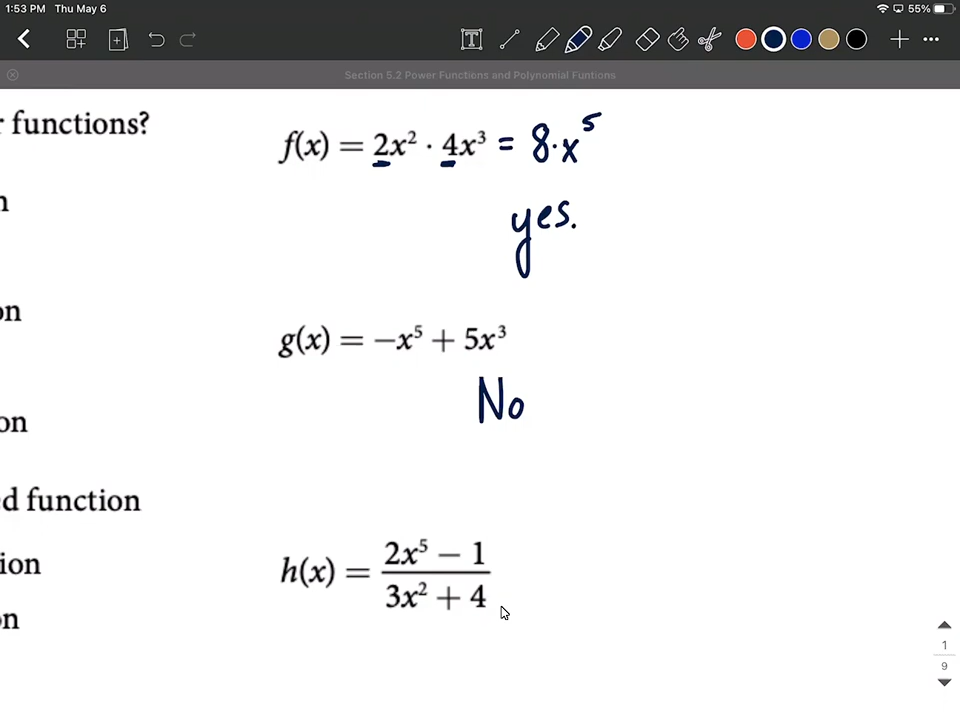 1:53 PM Thu May 6
55%
Section 5.2 Power Functions and Polynomial Funtions
r functions?
f(x) = 2x² · 4x³ = 8·x⁵
n
yes.
on
g(x) = −x⁵ + 5x³
No
on
d function
h(x) = 2x⁵ − 1
3x² + 4
ion
n
1
9